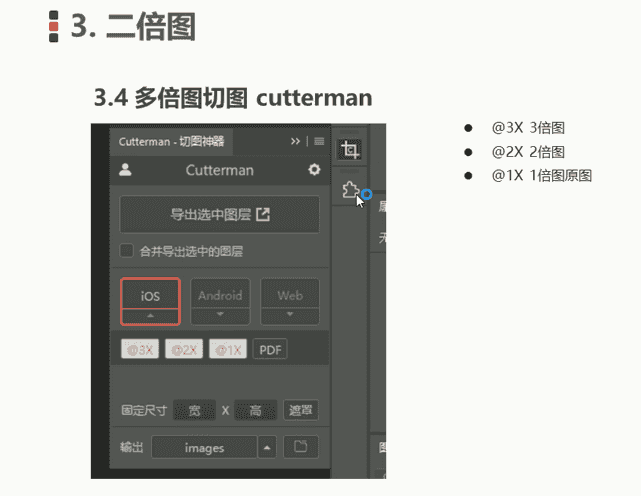 3. 二倍图
3.4 多倍图切图 cutterman
Cutterman - 切图神器
Cutterman
导出选中图层
合并导出选中的图层
iOS Android Web
@3X @2X @1X PDF
固定尺寸 宽 X 高 遮罩
输出 images
@3X 3倍图
@2X 2倍图
@1X 1倍图原图
无
图